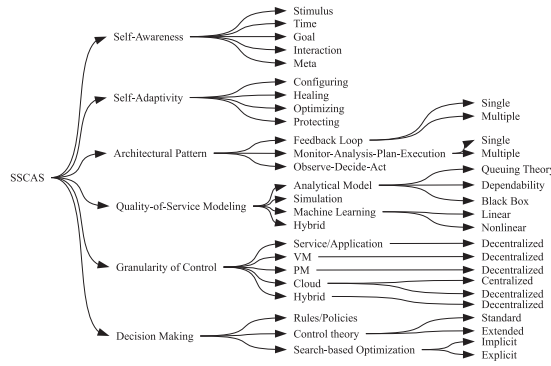 SSCAS
Self-Awareness
Stimulus
Time
Goal
Interaction
Meta
Self-Adaptivity
Configuring
Healing
Optimizing
Protecting
Architectural Pattern
Feedback Loop
Single
Multiple
Monitor-Analysis-Plan-Execution
Single
Multiple
Observe-Decide-Act
Quality-of-Service Modeling
Analytical Model
Queuing Theory
Dependability
Black Box
Simulation
Machine Learning
Linear
Nonlinear
Hybrid
Granularity of Control
Service/Application
Decentralized
VM
Decentralized
PM
Decentralized
Cloud
Centralized
Decentralized
Hybrid
Decentralized
Decision Making
Rules/Policies
Control theory
Standard
Extended
Search-based Optimization
Implicit
Explicit